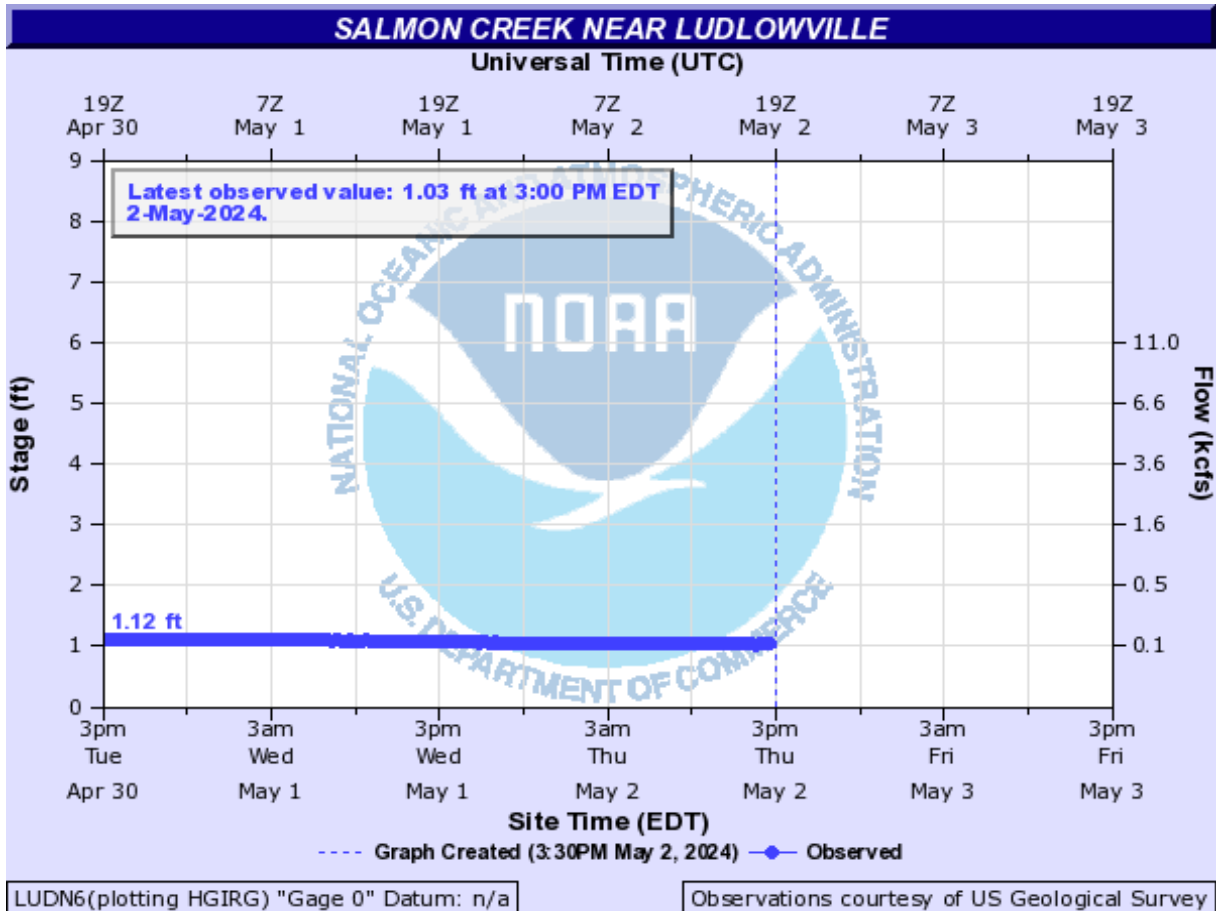 SALMON CREEK NEAR LUDLOWVILLE
Universal Time (UTC)
19Z 7Z 19Z 7Z 19Z 7Z 19Z
Apr 30 May 1 May 1 May 2 May 2 May 3 May 3
Latest observed value: 1.03 ft at 3:00 PM EDT
2-May-2024.
NATIONAL OCEANIC AND ATMOSPHERIC ADMINISTRATION
NOAA
U.S. DEPARTMENT OF COMMERCE
Stage (ft)
9
8
7
6
5
4
3
2
1
0
1.12 ft
11.0
6.6
3.6
1.6
0.5
0.1
Flow (kcfs)
3pm 3am 3pm 3am 3pm 3am 3pm
Tue Wed Wed Thu Thu Fri Fri
Apr 30 May 1 May 1 May 2 May 2 May 3 May 3
Site Time (EDT)
Graph Created (3:30PM May 2, 2024) Observed
LUDN6(plotting HGIRG) "Gage 0" Datum: n/a
Observations courtesy of US Geological Survey